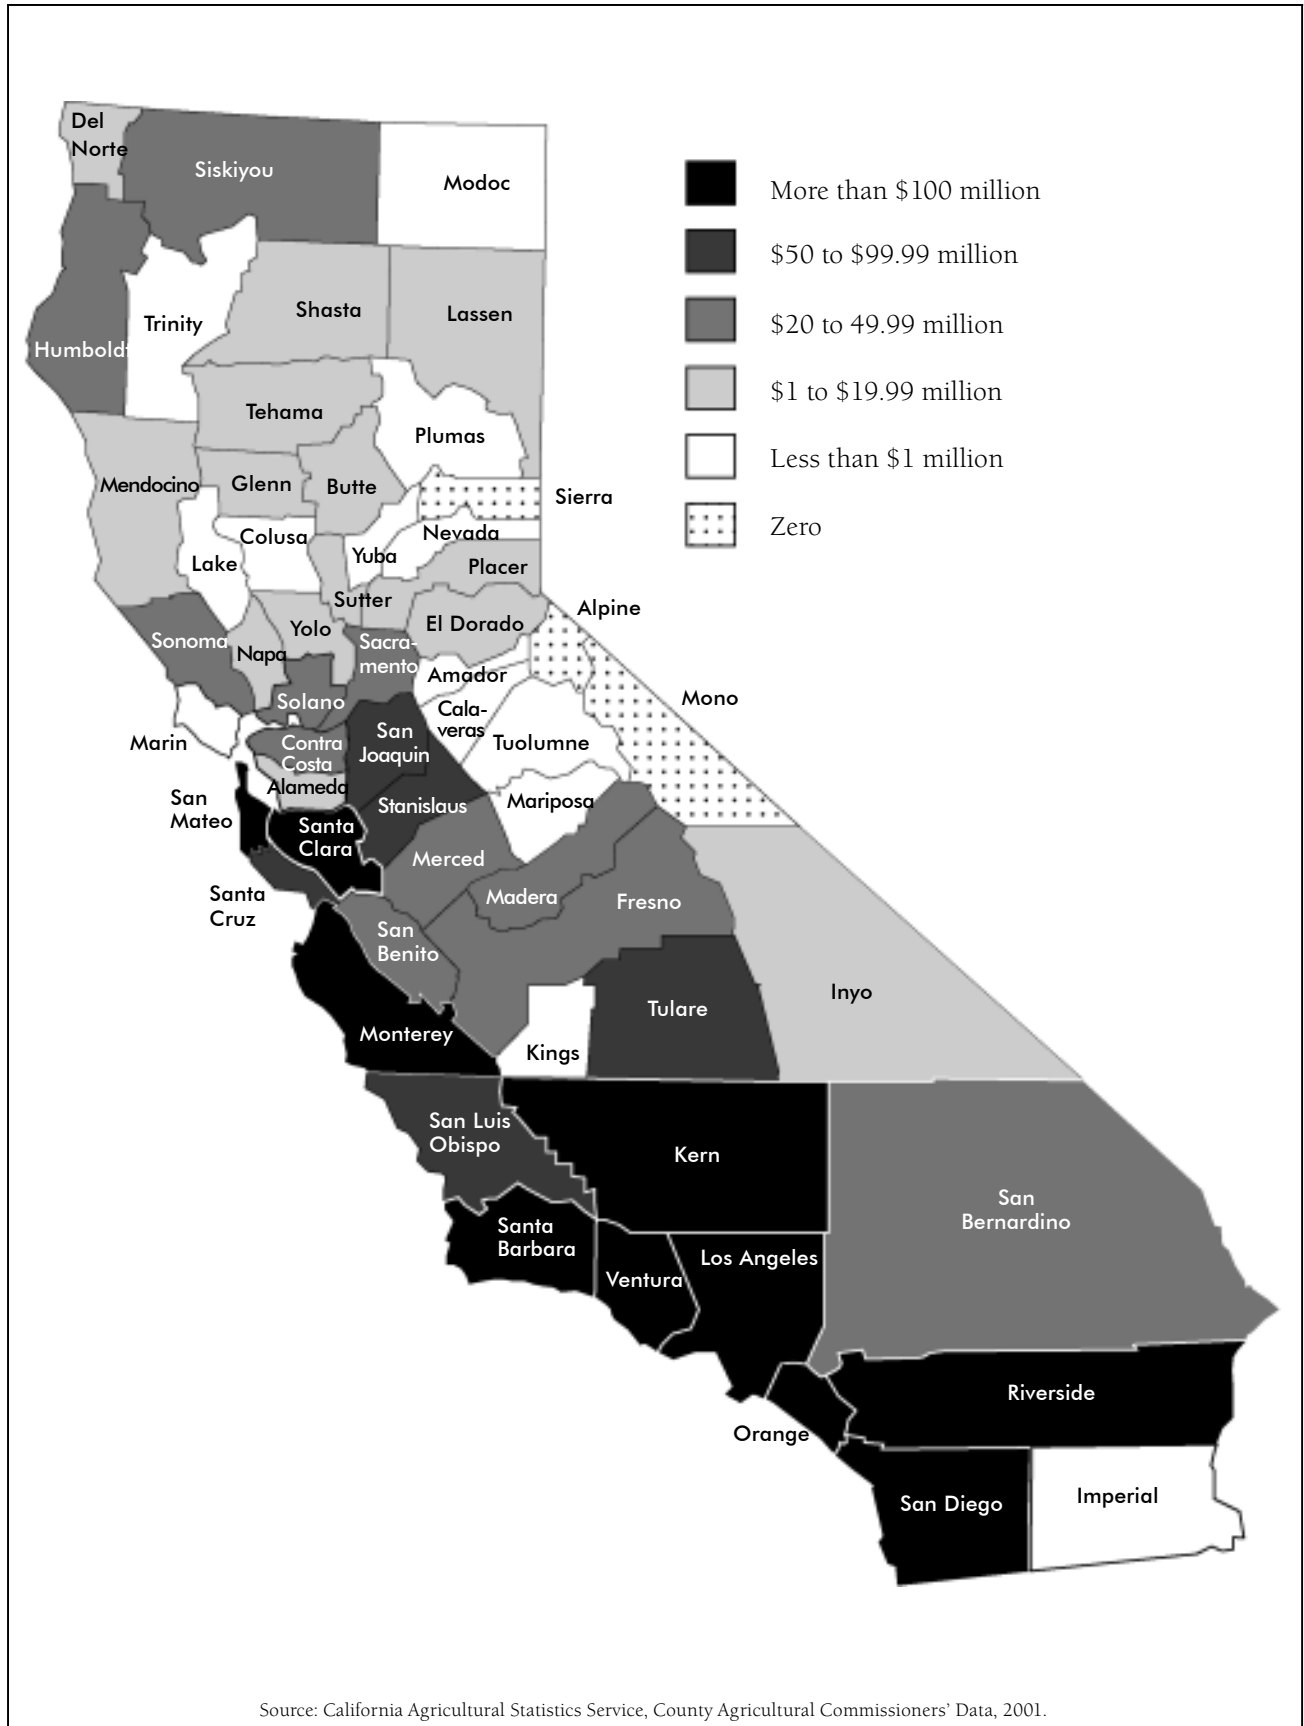 Del
Norte
Siskiyou
Modoc
More than $100 million
$50 to $99.99 million
$20 to 49.99 million
$1 to $19.99 million
Less than $1 million
Zero
Humboldt
Trinity
Shasta
Lassen
Tehama
Plumas
Mendocino
Glenn
Butte
Sierra
Colusa
Nevada
Lake
Yuba
Placer
Sutter
Alpine
El Dorado
Sonoma
Yolo
Napa
Sacra-
mento
Amador
Solano
Mono
Cala-
veras
Marin
Contra
Costa
San
Joaquin
Tuolumne
Alameda
San
Mateo
Stanislaus
Mariposa
Santa
Clara
Merced
Santa
Cruz
Madera
Fresno
San
Benito
Inyo
Tulare
Monterey
Kings
San Luis
Obispo
Kern
San
Bernardino
Santa
Barbara
Ventura
Los Angeles
Riverside
Orange
San Diego
Imperial
Source: California Agricultural Statistics Service, County Agricultural Commissioners’ Data, 2001.